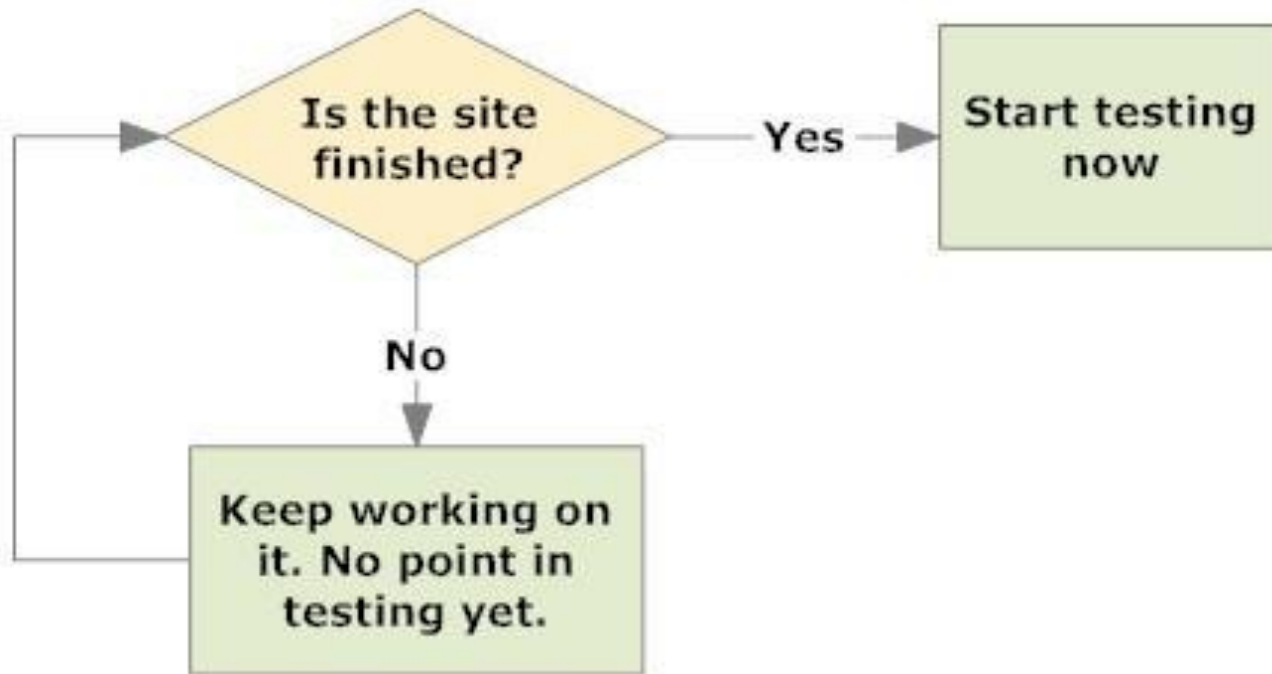 Is the site
finished?
Yes
Start testing
now
No
Keep working on
it. No point in
testing yet.